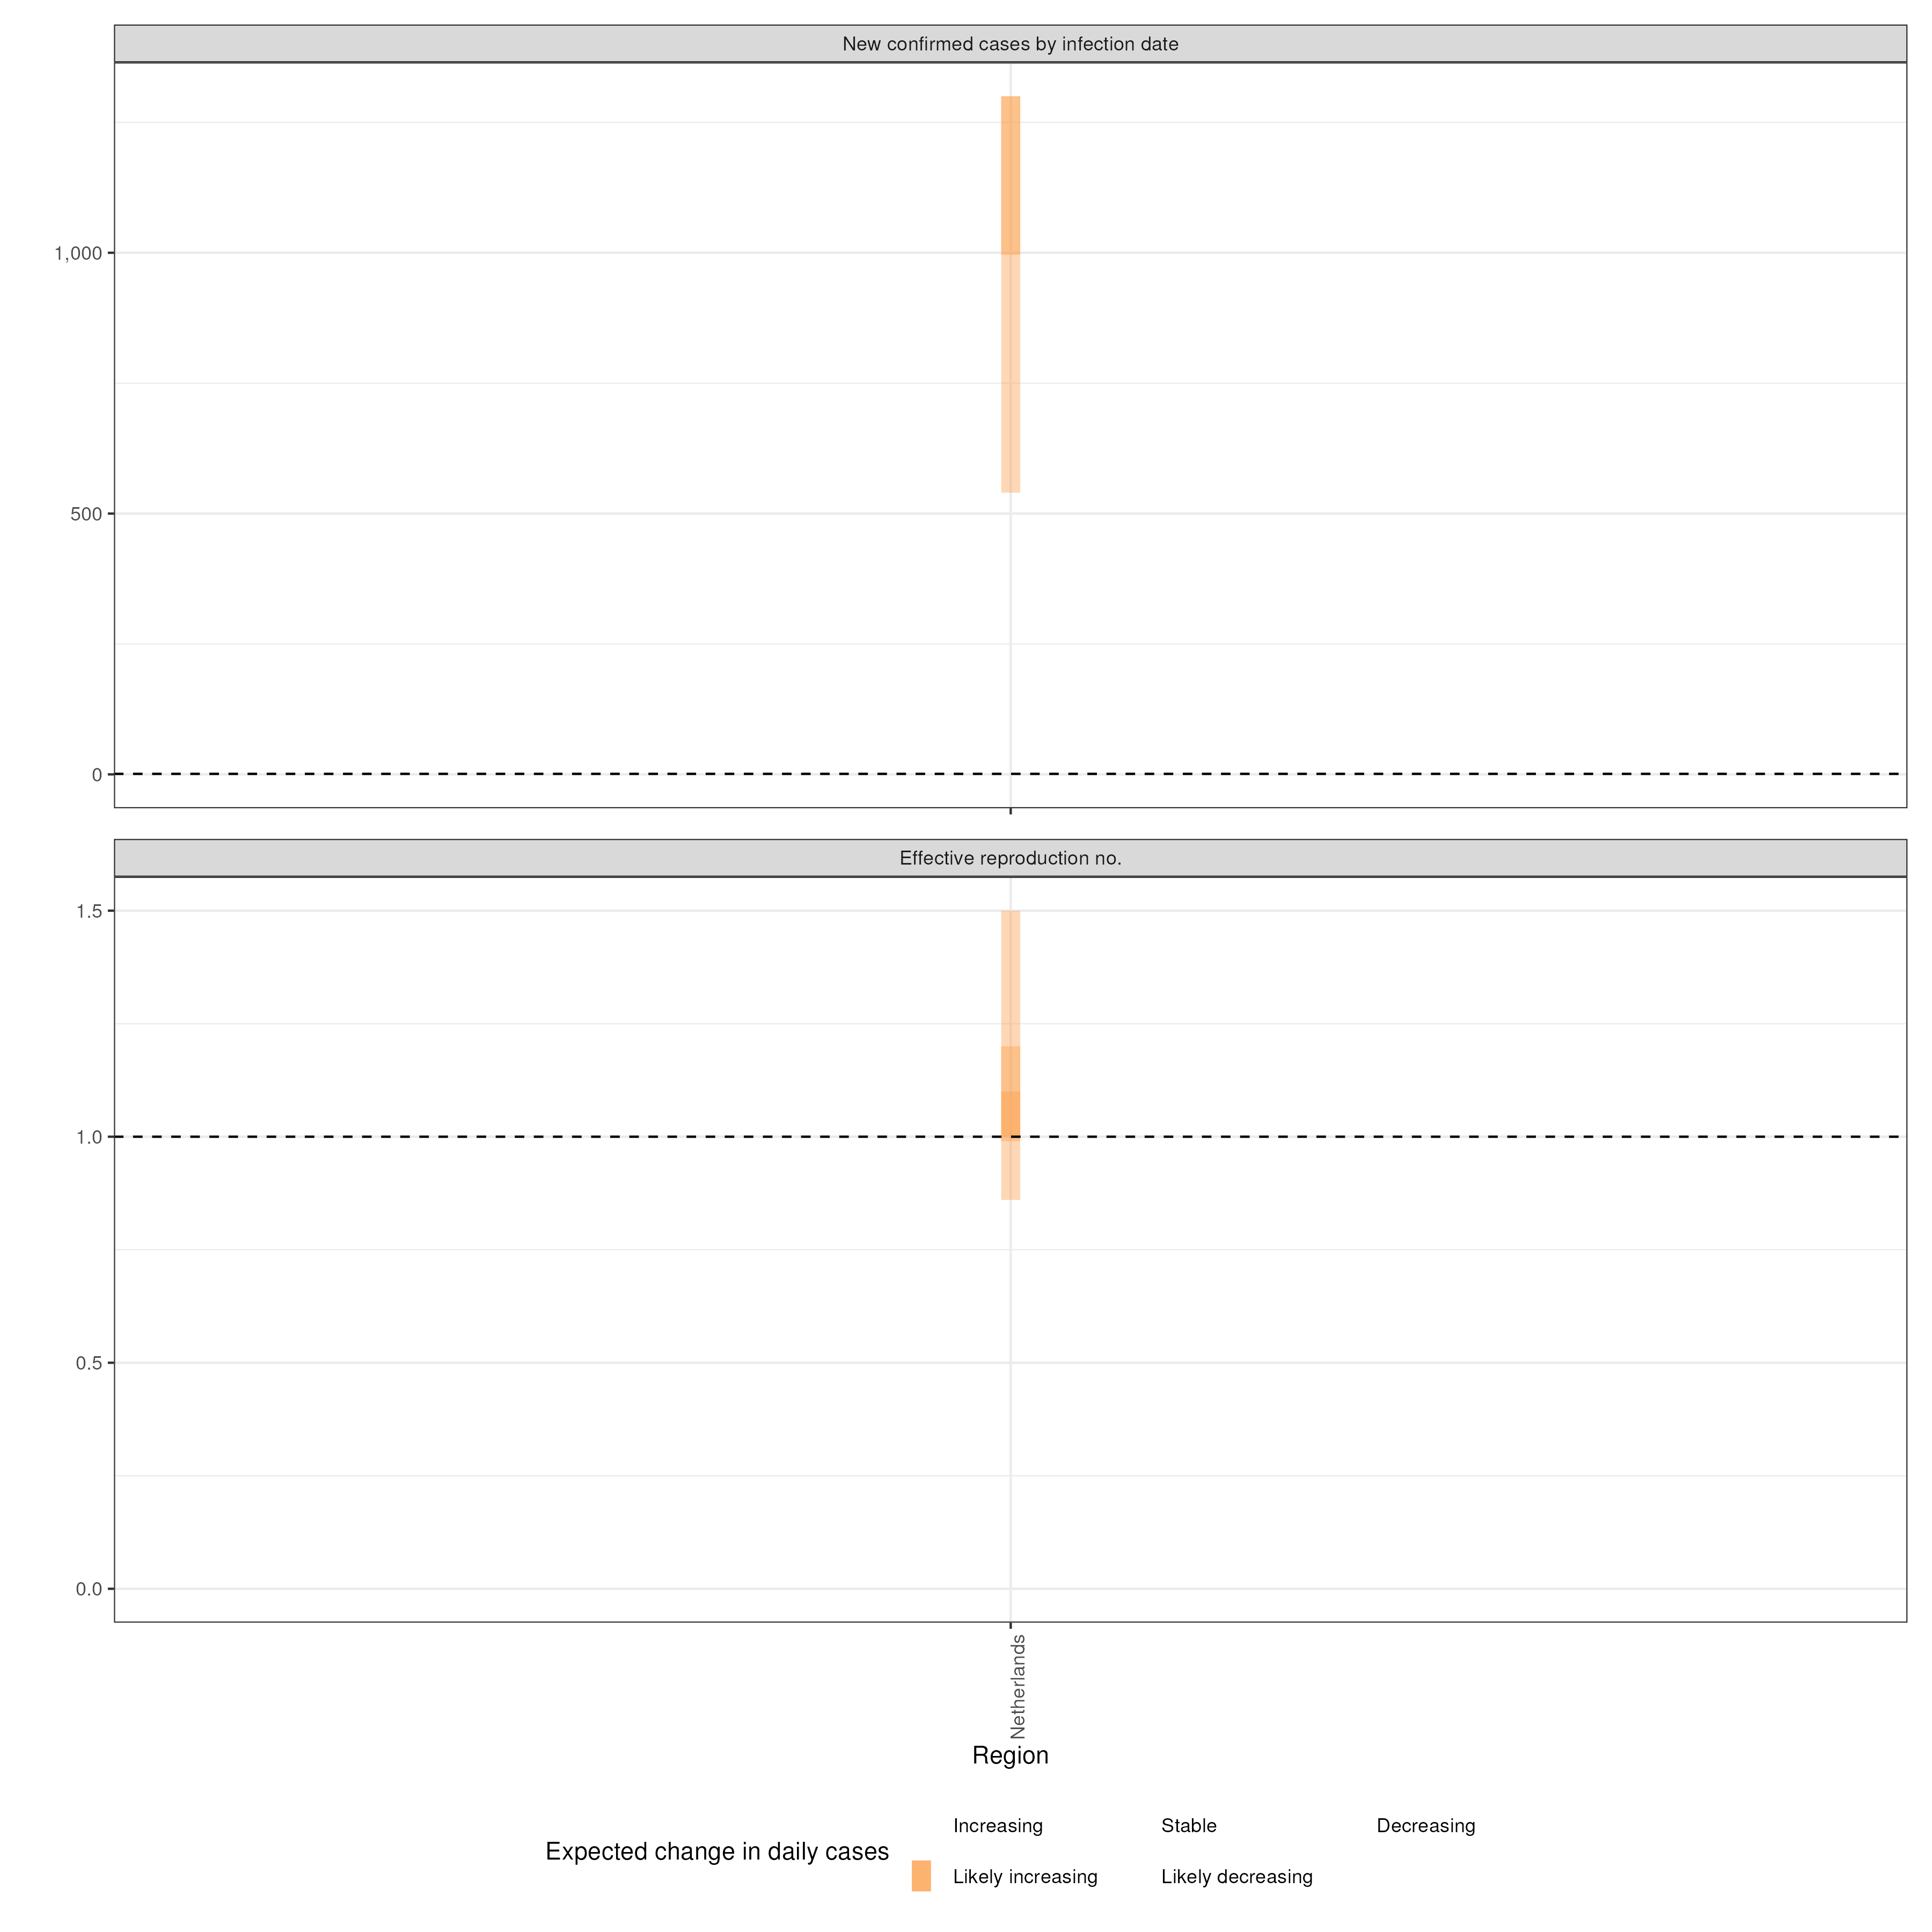 New confirmed cases by infection date
1,000
500
0
Effective reproduction no.
1.5
1.0
0.5
0.0
Netherlands
Region
Expected change in daily cases
Increasing Stable Decreasing
Likely increasing Likely decreasing